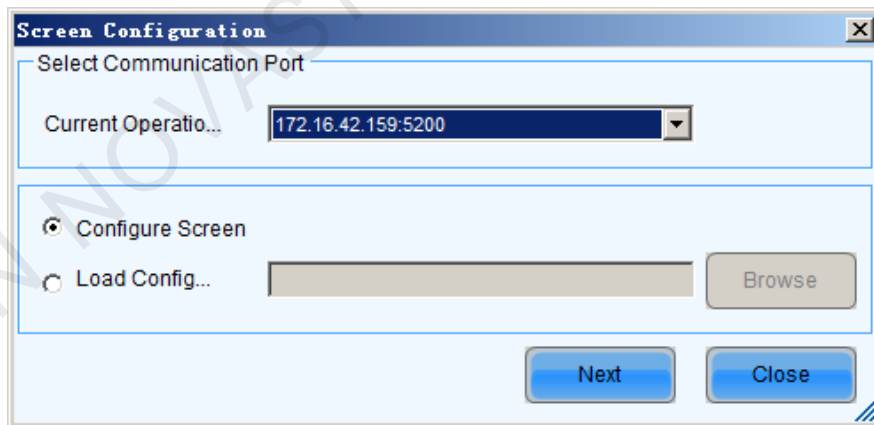 Screen Configuration
Select Communication Port
Current Operatio...
172.16.42.159:5200
Configure Screen
Load Config...
Browse
Next
Close